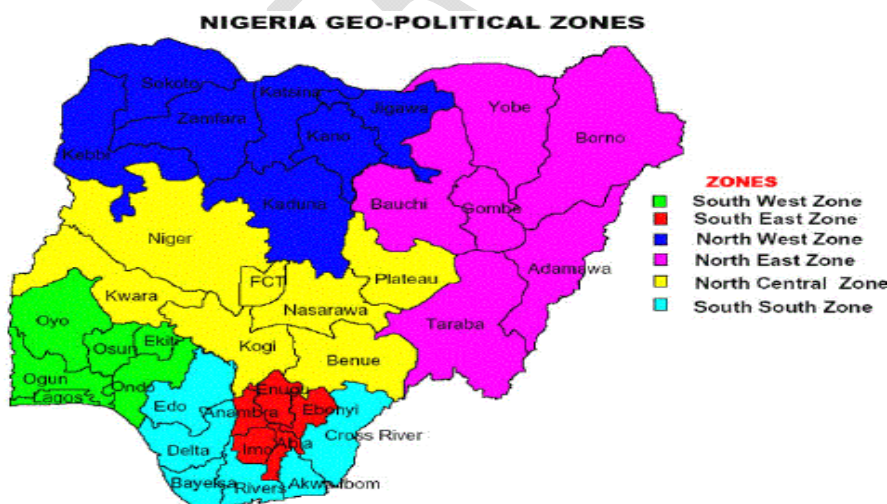 NIGERIA GEO-POLITICAL ZONES
Sokoto
Katsina
Jigawa
Yobe
Zamfara
Kano
Borno
Kebbi
Kaduna
Bauchi
Gombe
Niger
Plateau
Adamawa
FCT
Kwara
Nasarawa
Taraba
Oyo
Osun
Ekiti
Kogi
Benue
Ogun
Ondo
Lagos
Edo
Enugu
Anambra
Ebonyi
Cross River
Delta
Imo
Abia
Bayelsa
Rivers
Akwa Ibom
ZONES
South West Zone
South East Zone
North West Zone
North East Zone
North Central Zone
South South Zone